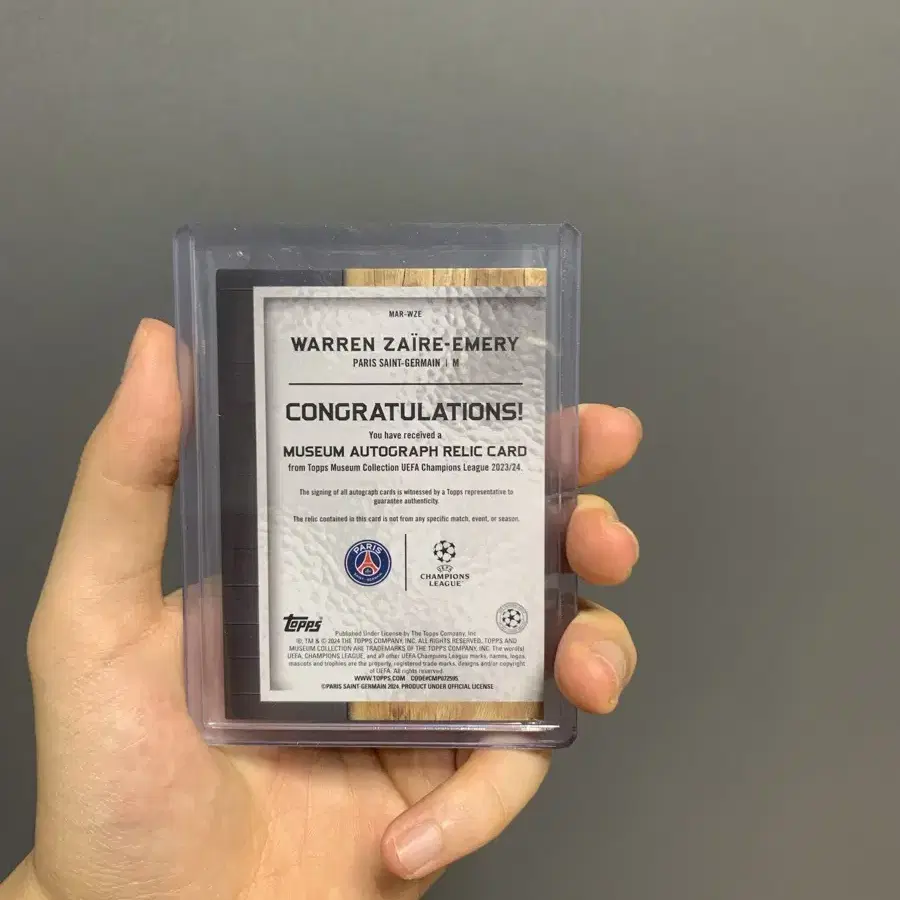 MAR-WZE
WARREN ZAÏRE-EMERY
PARIS SAINT-GERMAIN | M
CONGRATULATIONS!
You have received a
MUSEUM AUTOGRAPH RELIC CARD
from Topps Museum Collection UEFA Champions League 2023/24.
The signing of all autograph cards is witnessed by a Topps representative to
guarantee authenticity.
The relic contained in this card is not from any specific match, event, or season.
PARIS
SAINT-GERMAIN
UEFA
CHAMPIONS
LEAGUE
topps
Published Under License by The Topps Company, Inc.
®, TM & © 2024 THE TOPPS COMPANY, INC. ALL RIGHTS RESERVED. TOPPS AND
MUSEUM COLLECTION ARE TRADEMARKS OF THE TOPPS COMPANY, INC. The word(s)
UEFA, CHAMPIONS LEAGUE, and all other UEFA Champions League marks, names, logos,
mascots and trophies are the property, registered trade marks, designs and/or copyright
of UEFA. All rights reserved.
WWW.TOPPS.COM CODE#CMP072595
©PARIS SAINT-GERMAIN 2024. PRODUCT UNDER OFFICIAL LICENSE